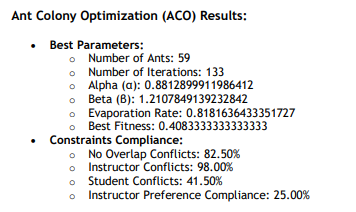 Ant Colony Optimization (ACO) Results:
• Best Parameters:
o Number of Ants: 59
o Number of Iterations: 133
o Alpha (α): 0.8812899911986412
o Beta (β): 1.2107849139232842
o Evaporation Rate: 0.8181636433351727
o Best Fitness: 0.4083333333333333
• Constraints Compliance:
o No Overlap Conflicts: 82.50%
o Instructor Conflicts: 98.00%
o Student Conflicts: 41.50%
o Instructor Preference Compliance: 25.00%